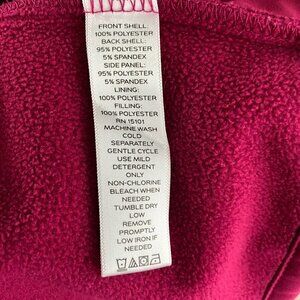 FRONT SHELL:
100% POLYESTER
BACK SHELL:
95% POLYESTER
5% SPANDEX
SIDE PANEL:
95% POLYESTER
5% SPANDEX
LINING:
100% POLYESTER
FILLING:
100% POLYESTER
RN 15101
MACHINE WASH
COLD
SEPARATELY
GENTLE CYCLE
USE MILD
DETERGENT
ONLY
NON-CHLORINE
BLEACH WHEN
NEEDED
TUMBLE DRY
LOW
REMOVE
PROMPTLY
LOW IRON IF
NEEDED